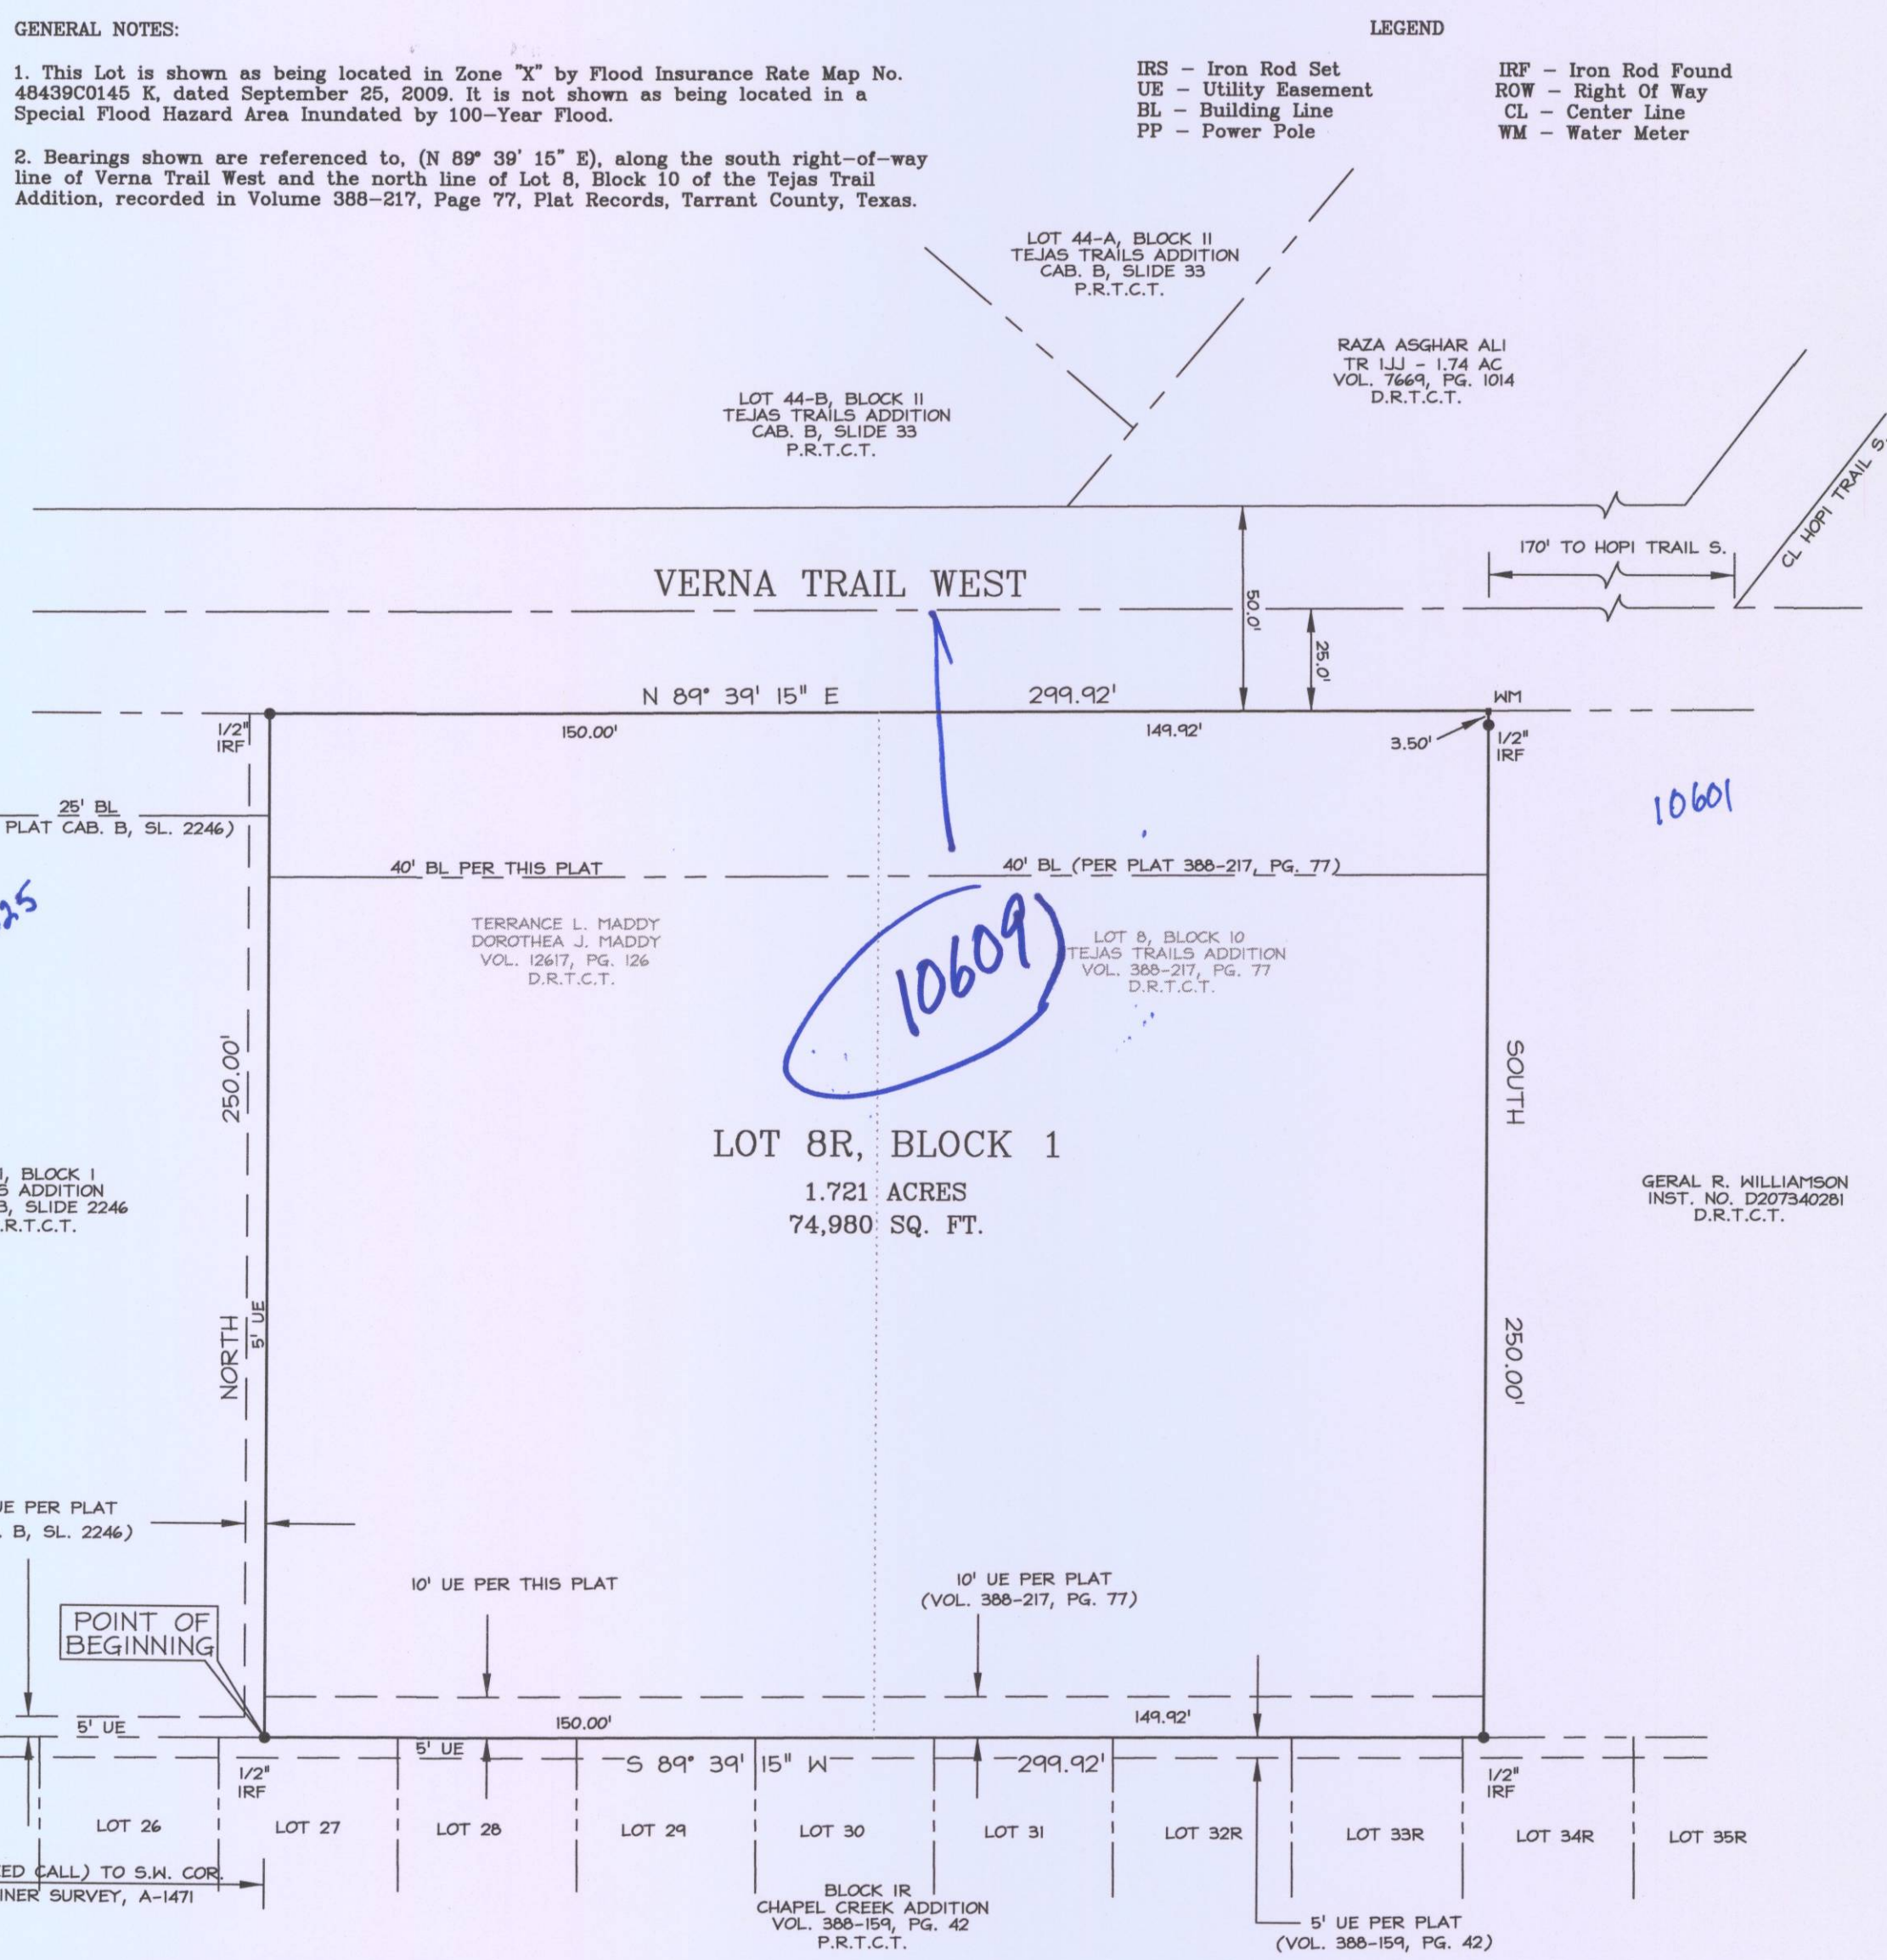 GENERAL NOTES:
1. This Lot is shown as being located in Zone "X" by Flood Insurance Rate Map No.
48439C0145 K, dated September 25, 2009. It is not shown as being located in a
Special Flood Hazard Area Inundated by 100-Year Flood.
2. Bearings shown are referenced to, (N 89° 39' 15" E), along the south right-of-way
line of Verna Trail West and the north line of Lot 8, Block 10 of the Tejas Trail
Addition, recorded in Volume 388-217, Page 77, Plat Records, Tarrant County, Texas.
LEGEND
IRS - Iron Rod Set
UE - Utility Easement
BL - Building Line
PP - Power Pole
IRF - Iron Rod Found
ROW - Right Of Way
CL - Center Line
WM - Water Meter
LOT 44-A, BLOCK 11
TEJAS TRAILS ADDITION
CAB. B, SLIDE 33
P.R.T.C.T.
RAZA ASGHAR ALI
TR 1JJ - 1.74 AC
VOL. 7669, PG. 1014
D.R.T.C.T.
LOT 44-B, BLOCK 11
TEJAS TRAILS ADDITION
CAB. B, SLIDE 33
P.R.T.C.T.
CL HOPI TRAIL S.
170' TO HOPI TRAIL S.
VERNA TRAIL WEST
50.0'
25.0'
N 89° 39' 15" E 299.92'
WM
1/2"
IRF
150.00'
149.92'
3.50'
1/2"
IRF
10601
25' BL
PLAT CAB. B, SL. 2246)
40' BL PER THIS PLAT
40' BL (PER PLAT 388-217, PG. 77)
25
TERRANCE L. MADDY
DOROTHEA J. MADDY
VOL. 12617, PG. 126
D.R.T.C.T.
10609
LOT 8, BLOCK 10
TEJAS TRAILS ADDITION
VOL. 388-217, PG. 77
D.R.T.C.T.
250.00'
SOUTH
LOT 8R, BLOCK 1
1.721 ACRES
74,980 SQ. FT.
1, BLOCK 1
S ADDITION
B, SLIDE 2246
.R.T.C.T.
GERAL R. WILLIAMSON
INST. NO. D207340281
D.R.T.C.T.
NORTH
5' UE
250.00'
UE PER PLAT
. B, SL. 2246)
10' UE PER THIS PLAT
10' UE PER PLAT
(VOL. 388-217, PG. 77)
POINT OF
BEGINNING
5' UE
150.00'
149.92'
5' UE
S 89° 39' 15" W 299.92'
1/2"
IRF
1/2"
IRF
LOT 26
LOT 27
LOT 28
LOT 29
LOT 30
LOT 31
LOT 32R
LOT 33R
LOT 34R
LOT 35R
ED CALL) TO S.W. COR.
INER SURVEY, A-1471
BLOCK 1R
CHAPEL CREEK ADDITION
VOL. 388-159, PG. 42
P.R.T.C.T.
5' UE PER PLAT
(VOL. 388-159, PG. 42)